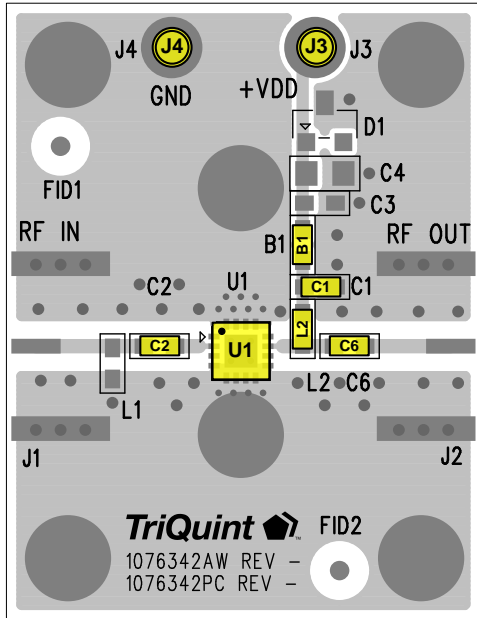 J4 J4 J3 J3
GND +VDD
D1
C4
FID1 C3
RF IN B1 B1 RF OUT
C2 U1 C1 C1
L2
C2 U1 C6
L1 L2 C6
J1 J2
TriQuint FID2
1076342AW REV -
1076342PC REV -